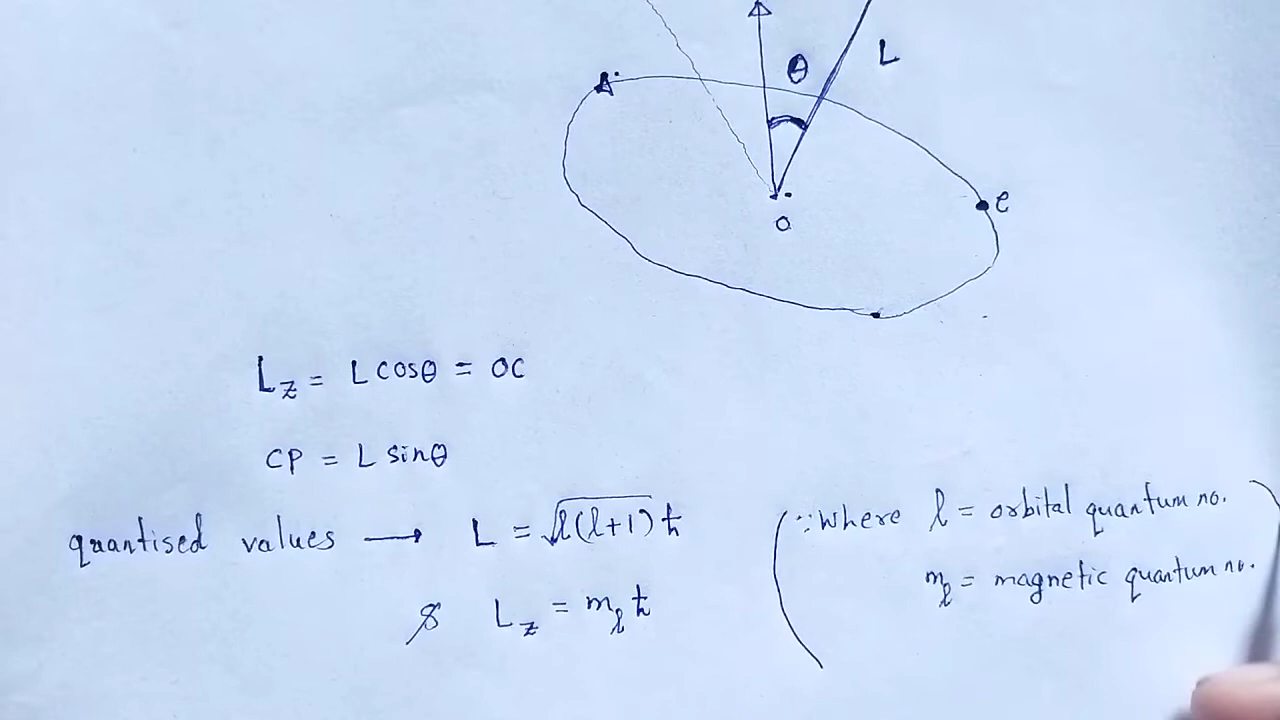 θ L
A
e
O
L_z = L cosθ = OC
CP = L sinθ
quantised values → L = √l(l+1) ħ (∵ where l = orbital quantum no.
& L_z = m_l ħ m_l = magnetic quantum no.